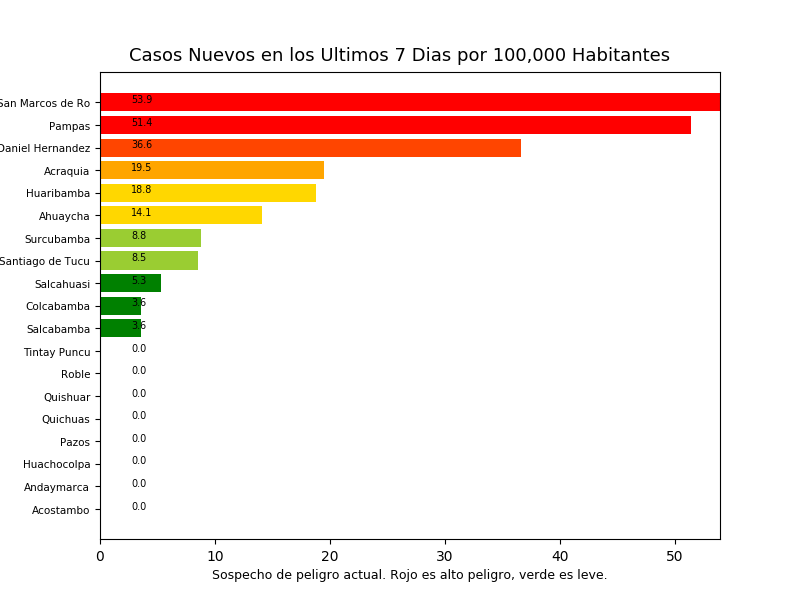 Casos Nuevos en los Ultimos 7 Dias por 100,000 Habitantes
San Marcos de Ro 53.9
Pampas 51.4
Daniel Hernandez 36.6
Acraquia 19.5
Huaribamba 18.8
Ahuaycha 14.1
Surcubamba 8.8
Santiago de Tucu 8.5
Salcahuasi 5.3
Colcabamba 3.6
Salcabamba 3.6
Tintay Puncu 0.0
Roble 0.0
Quishuar 0.0
Quichuas 0.0
Pazos 0.0
Huachocolpa 0.0
Andaymarca 0.0
Acostambo 0.0
0 10 20 30 40 50
Sospecho de peligro actual. Rojo es alto peligro, verde es leve.